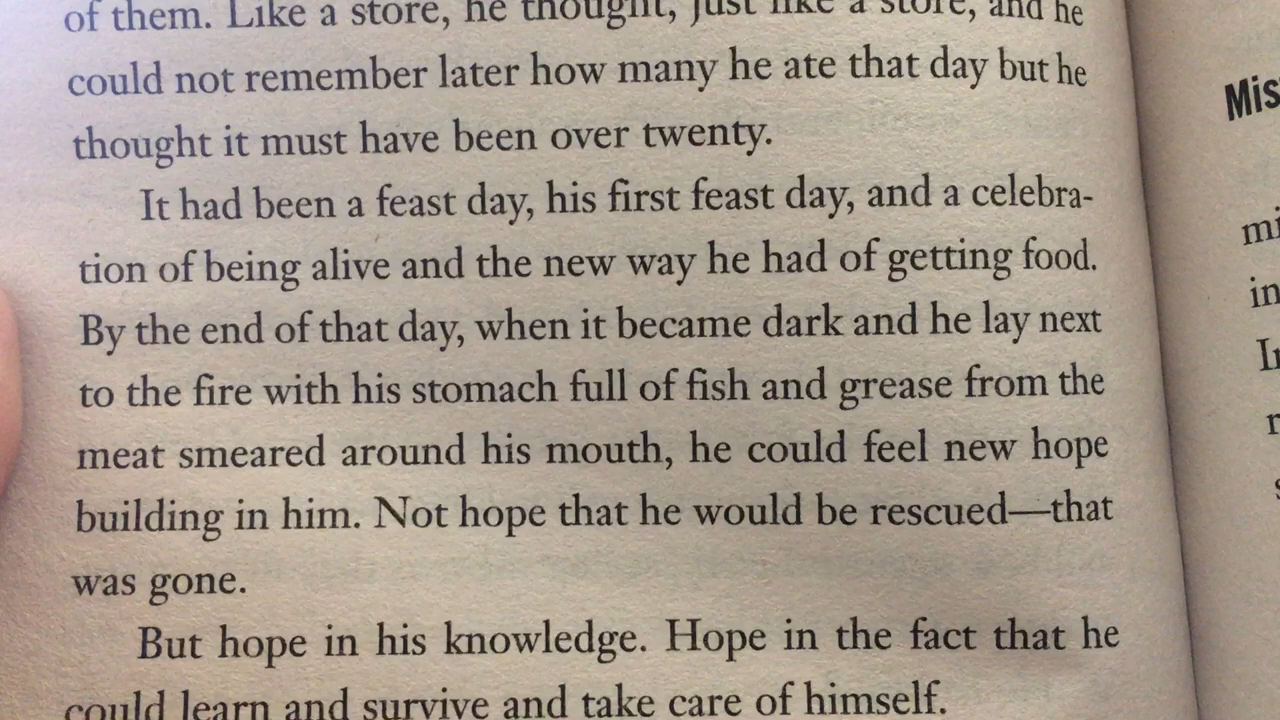 of them. Like a store, he thought, just like a store, and he
could not remember later how many he ate that day but he
thought it must have been over twenty.
It had been a feast day, his first feast day, and a celebra-
tion of being alive and the new way he had of getting food.
By the end of that day, when it became dark and he lay next
to the fire with his stomach full of fish and grease from the
meat smeared around his mouth, he could feel new hope
building in him. Not hope that he would be rescued—that
was gone.
But hope in his knowledge. Hope in the fact that he
could learn and survive and take care of himself.